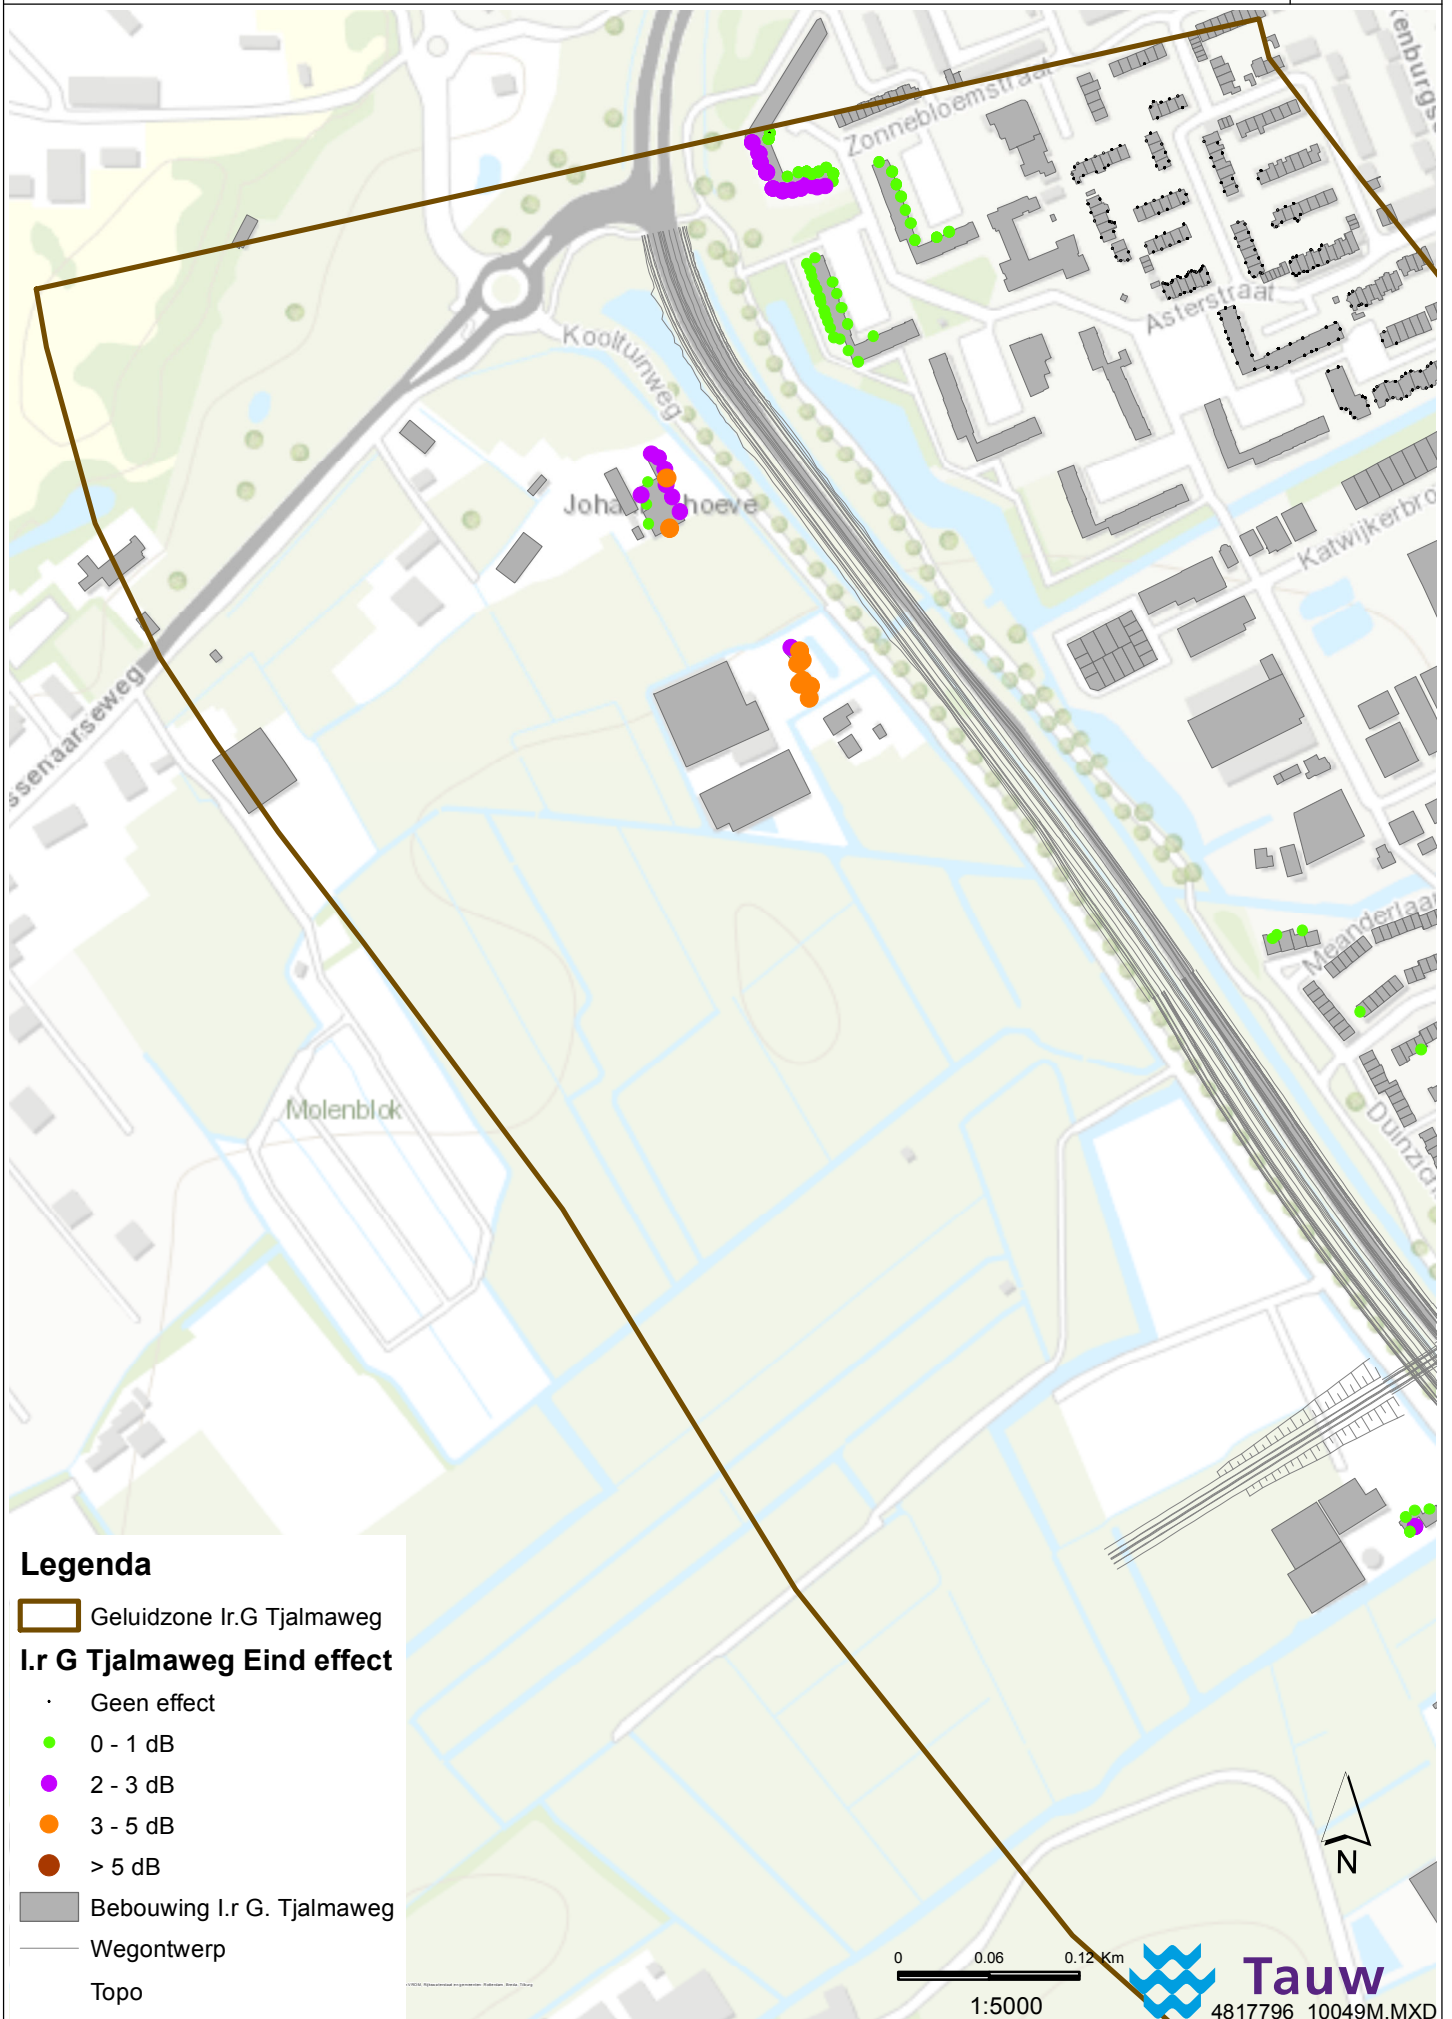 Zonnebloemstraat
Asterstraat
Kooltuinweg
Katwijkerbro
Meanderlaan
Duinzich
Molenblok
Legenda
Geluidzone Ir.G Tjalmaweg
I.r G Tjalmaweg Eind effect
Geen effect
0 - 1 dB
2 - 3 dB
3 - 5 dB
> 5 dB
Bebouwing I.r G. Tjalmaweg
Wegontwerp
Topo
0 0.06 0.12 Km
1:5000
N
Tauw
4817796_10049M.MXD